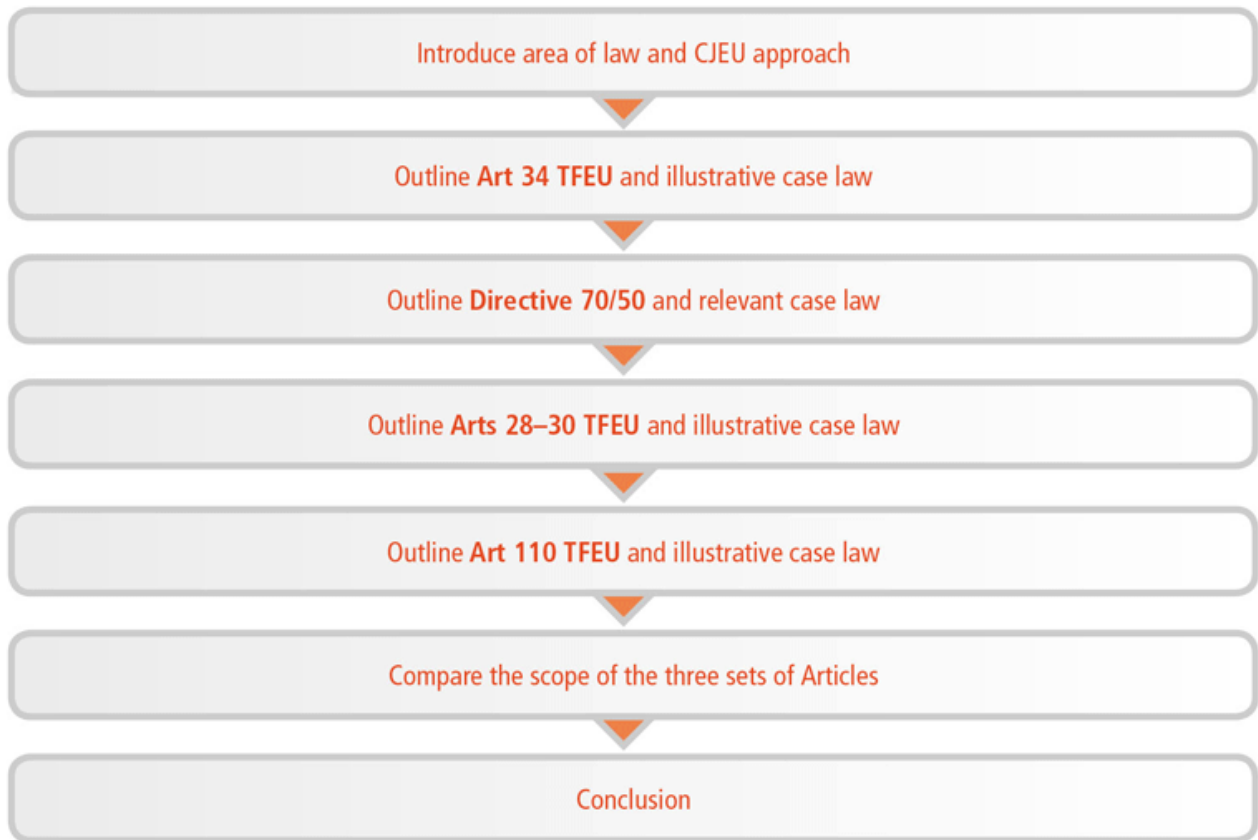 Introduce area of law and CJEU approach
Outline Art 34 TFEU and illustrative case law
Outline Directive 70/50 and relevant case law
Outline Arts 28–30 TFEU and illustrative case law
Outline Art 110 TFEU and illustrative case law
Compare the scope of the three sets of Articles
Conclusion